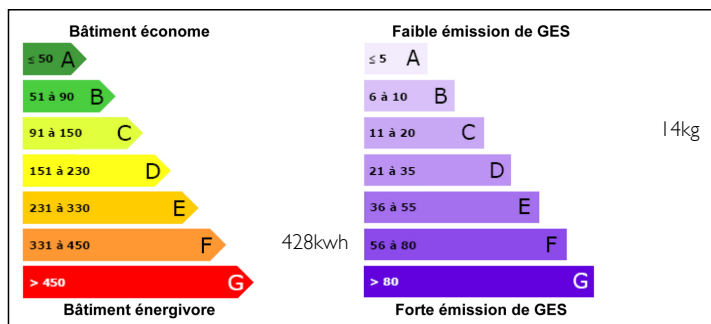 Bâtiment économe
≤ 50 A
51 à 90 B
91 à 150 C
151 à 230 D
231 à 330 E
331 à 450 F
428kwh
> 450 G
Bâtiment énergivore
Faible émission de GES
≤ 5 A
6 à 10 B
11 à 20 C
14kg
21 à 35 D
36 à 55 E
56 à 80 F
> 80 G
Forte émission de GES